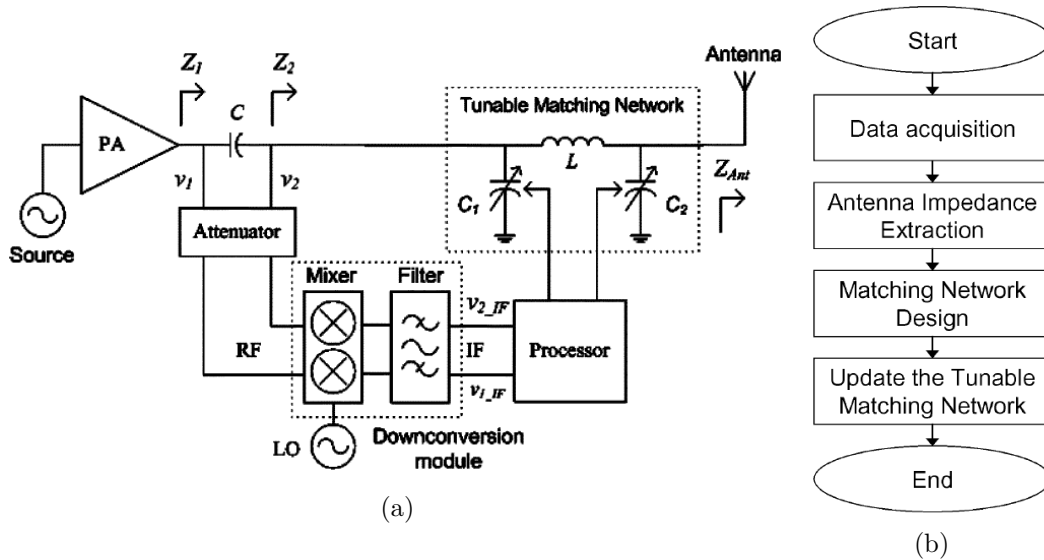 Z1
Z2
C
PA
v1
v2
Source
Attenuator
Tunable Matching Network
Antenna
L
C1
C2
ZAnt
Mixer
Filter
RF
IF
v2_IF
v1_IF
Processor
LO
Downconversion
module
(a)
Start
Data acquisition
Antenna Impedance
Extraction
Matching Network
Design
Update the Tunable
Matching Network
End
(b)